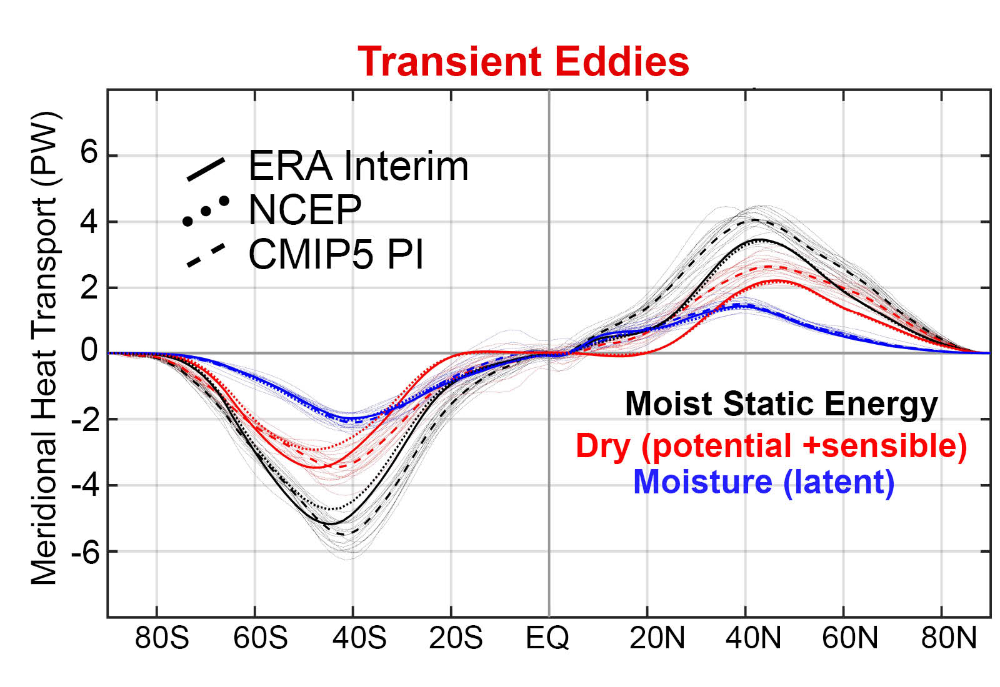 Transient Eddies
Meridional Heat Transport (PW)
6
4
2
0
-2
-4
-6
ERA Interim
NCEP
CMIP5 PI
Moist Static Energy
Dry (potential +sensible)
Moisture (latent)
80S 60S 40S 20S EQ 20N 40N 60N 80N